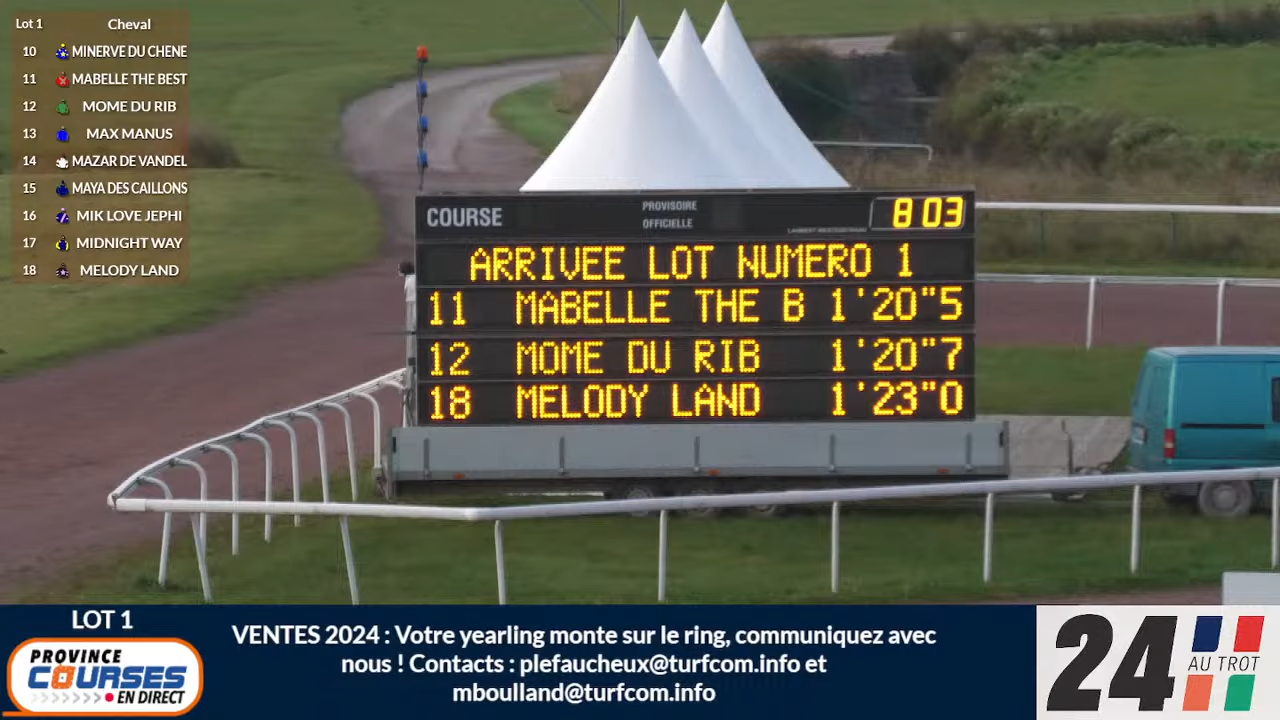 Lot 1 Cheval
10 MINERVE DU CHENE
11 MABELLE THE BEST
12 MOME DU RIB
13 MAX MANUS
14 MAZAR DE VANDEL
15 MAYA DES CAILLONS
16 MIK LOVE JEPHI
17 MIDNIGHT WAY
18 MELODY LAND
COURSE PROVISOIRE 8 03
OFFICIELLE
ARRIVEE LOT NUMERO 1
11 MABELLE THE B 1'20"5
12 MOME DU RIB 1'20"7
18 MELODY LAND 1'23"0
LOT 1
PROVINCE
COURSES
EN DIRECT
VENTES 2024 : Votre yearling monte sur le ring, communiquez avec
nous ! Contacts : plefaucheux@turfcom.info et
mboulland@turfcom.info
24
AU TROT